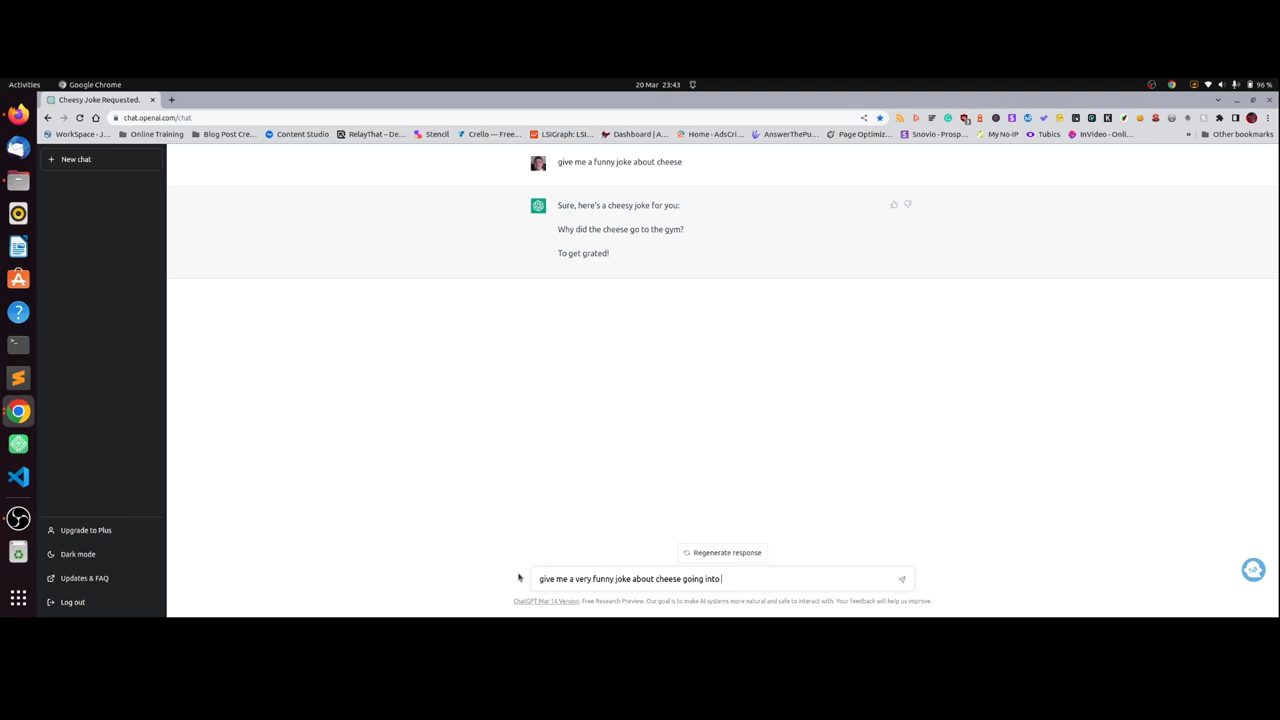 Activities
Google Chrome
20 Mar 23:43
96 %
Cheesy Joke Requested.
chat.openai.com/chat
WorkSpace - J...
Online Training
Blog Post Cre...
Content Studio
RelayThat – De...
Stencil
Crello — Free...
LSIGraph: LSI...
Dashboard | A...
Home - AdsCri...
AnswerThePu...
Page Optimiz...
Snovio - Prosp...
My No-IP
Tubics
InVideo - Onli...
»
Other bookmarks
New chat
give me a funny joke about cheese
Sure, here's a cheesy joke for you:
Why did the cheese go to the gym?
To get grated!
Upgrade to Plus
Dark mode
Updates & FAQ
Log out
Regenerate response
give me a very funny joke about cheese going into
ChatGPT Mar 14 Version. Free Research Preview. Our goal is to make AI systems more natural and safe to interact with. Your feedback will help us improve.